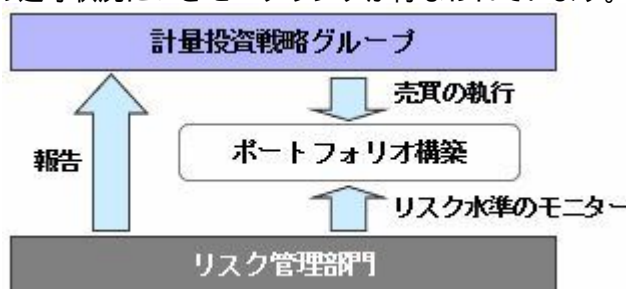 計量投資戦略グループ
売買の執行
ポートフォリオ構築
報告
リスク水準のモニター
リスク管理部門